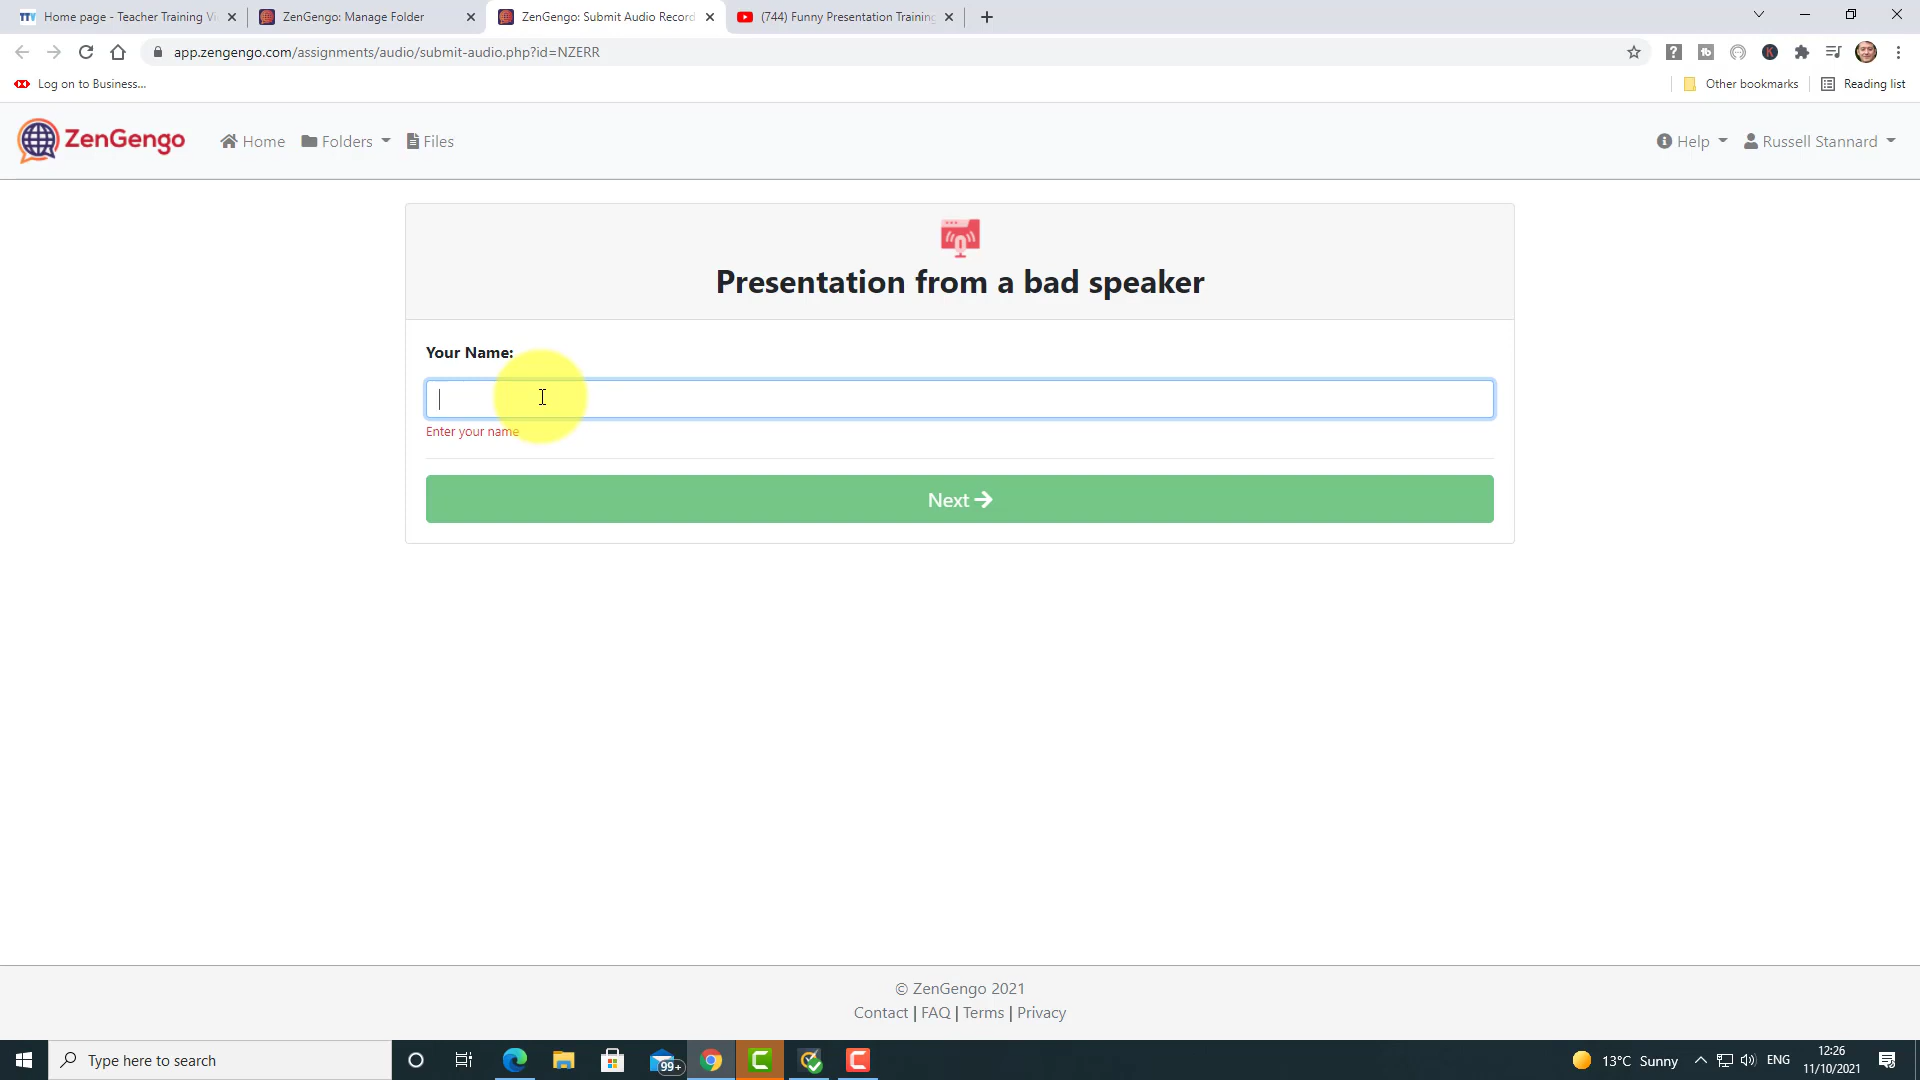 TTV Home page - Teacher Training Vi
ZenGengo: Manage Folder
ZenGengo: Submit Audio Record
(744) Funny Presentation Training
app.zengengo.com/assignments/audio/submit-audio.php?id=NZERR
Log on to Business...
Other bookmarks
Reading list
ZenGengo
Home
Folders
Files
Help
Russell Stannard
Presentation from a bad speaker
Your Name:
Enter your name
Next
© ZenGengo 2021
Contact | FAQ | Terms | Privacy
Type here to search
99+
13°C Sunny
ENG
12:26
11/10/2021